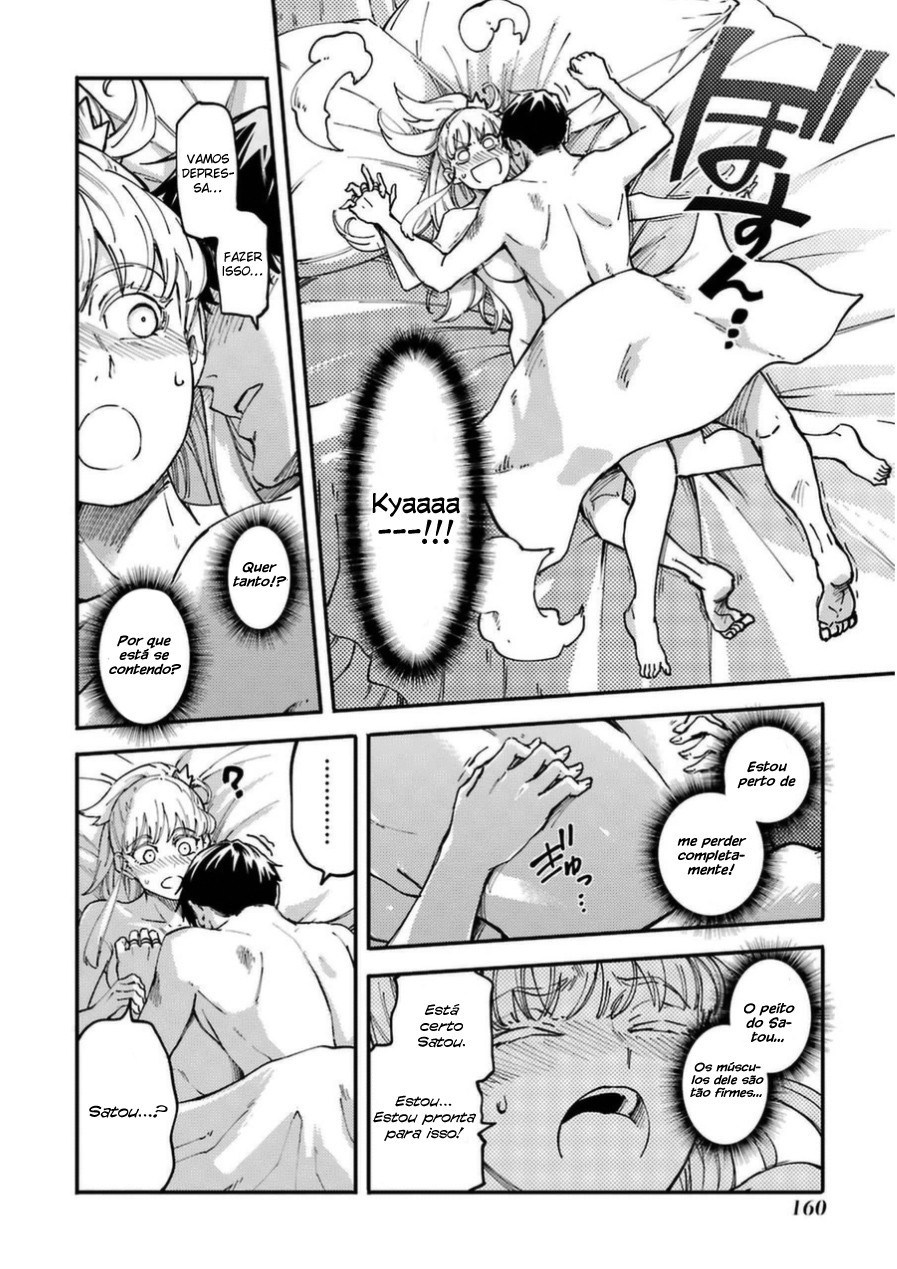 ぼすん…
Kyaaaa
---!!!
VAMOS
DEPRES-
SA...
FAZER
ISSO...
Quer
tanto!?
Por que
está se
contendo?
Estou
perto de
me perder
completa-
mente!
ぎゅっ…
O peito
do Sa-
tou...
Os múscu-
los dele são
tão firmes...
Está
certo
Satou.
Estou...
Estou pronta
para isso!
?
.........
Satou...?
160